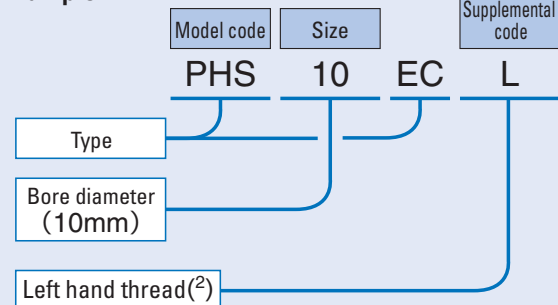 Model code Size Supplemental code
PHS 10 EC L
Type
Bore diameter
（10mm）
Left hand thread(²)